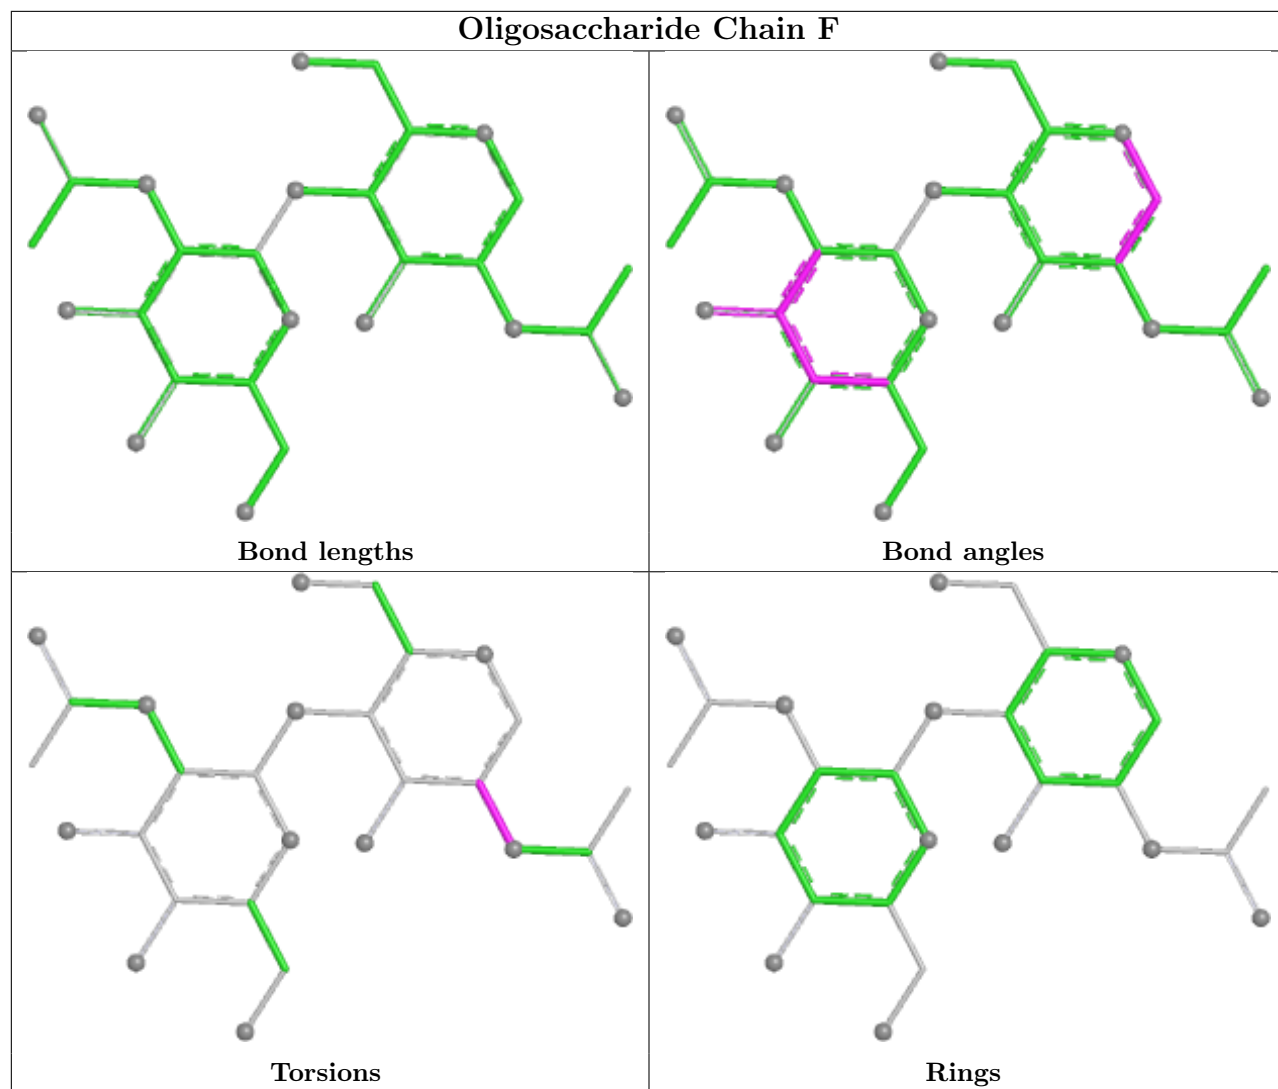 Oligosaccharide Chain F
Bond lengths
Bond angles
Torsions
Rings